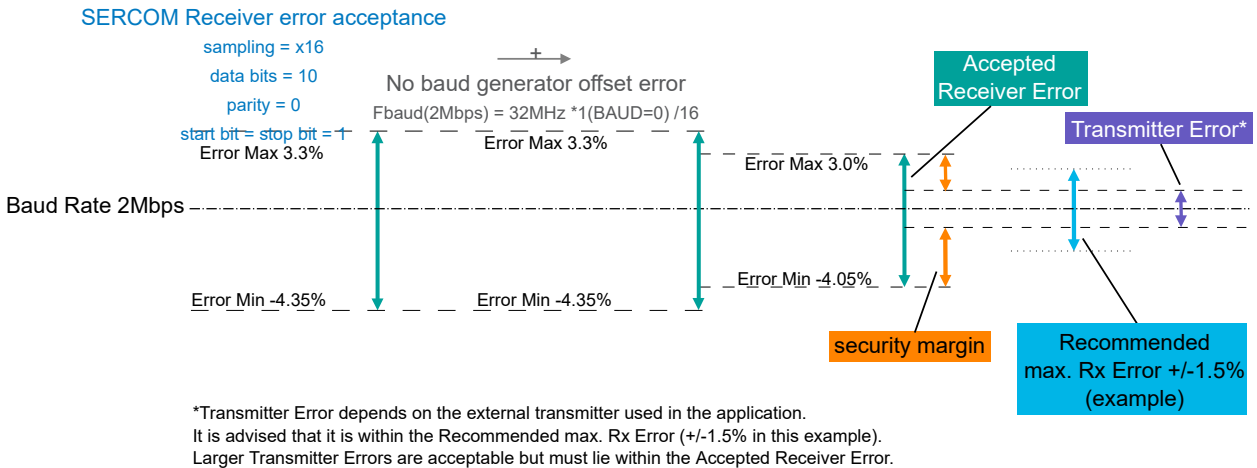 SERCOM Receiver error acceptance
sampling = x16
data bits = 10
parity = 0
start bit = stop bit = 1
+
No baud generator offset error
Fbaud(2Mbps) = 32MHz *1(BAUD=0) /16
Accepted
Receiver Error
Transmitter Error*
Error Max 3.3%
Error Max 3.3%
Error Max 3.0%
Baud Rate 2Mbps
Error Min -4.35%
Error Min -4.35%
Error Min -4.05%
security margin
Recommended
max. Rx Error +/-1.5%
(example)
*Transmitter Error depends on the external transmitter used in the application.
It is advised that it is within the Recommended max. Rx Error (+/-1.5% in this example).
Larger Transmitter Errors are acceptable but must lie within the Accepted Receiver Error.